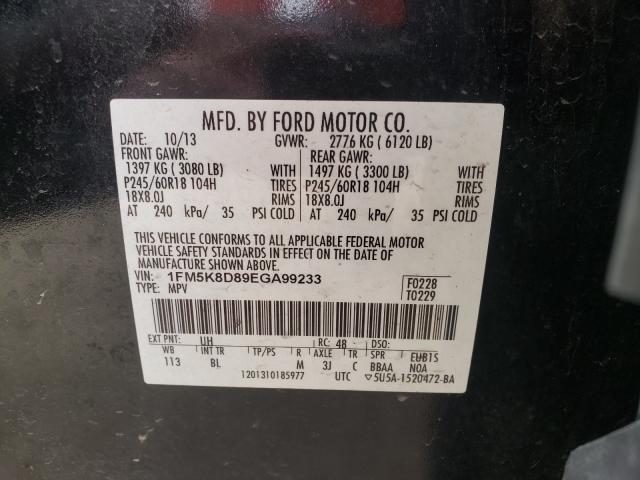 MFD. BY FORD MOTOR CO.
DATE: 10/13 GVWR: 2776 KG ( 6120 LB)
FRONT GAWR: REAR GAWR:
1397 KG ( 3080 LB) WITH 1497 KG ( 3300 LB) WITH
P245/60R18 104H TIRES P245/60R18 104H TIRES
18X8.0J RIMS 18X8.0J RIMS
AT 240 kPa/ 35 PSI COLD AT 240 kPa/ 35 PSI COLD
THIS VEHICLE CONFORMS TO ALL APPLICABLE FEDERAL MOTOR
VEHICLE SAFETY STANDARDS IN EFFECT ON THE DATE OF
MANUFACTURE SHOWN ABOVE.
VIN: 1FM5K8D89EGA99233 F0228
TYPE: MPV T0229
EXT PNT: UH RC: 48 DSO:
WB INT TR TP/PS R AXLE TR SPR EUB1S
113 BL M 3J C BBAA NOA
1201310185977 UTC ▽5U5A-1520472-BA